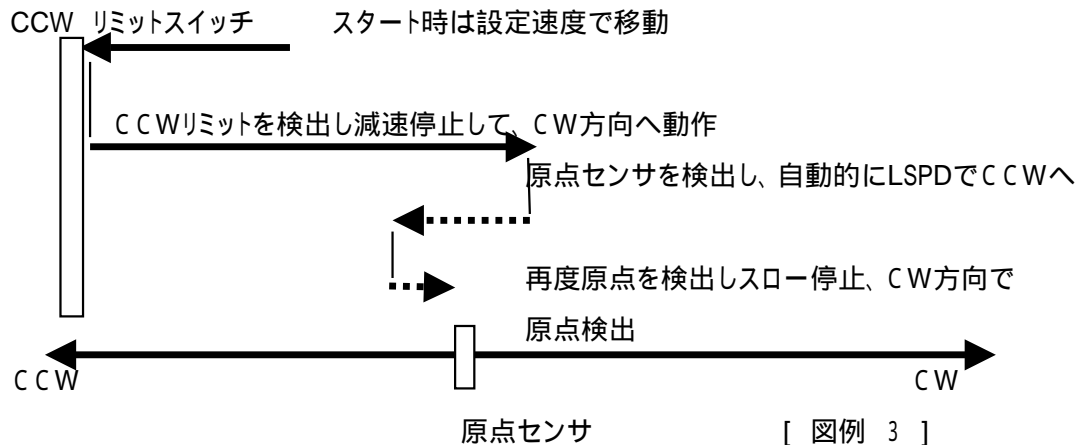 CCW リミットスイッチ スタート時は設定速度で移動
CCWリミットを検出し減速停止して、CW方向へ動作
原点センサを検出し、自動的にLSPDでCCWへ
再度原点を検出しスロー停止、CW方向で
原点検出
CCW CW
原点センサ [ 図例 3 ]